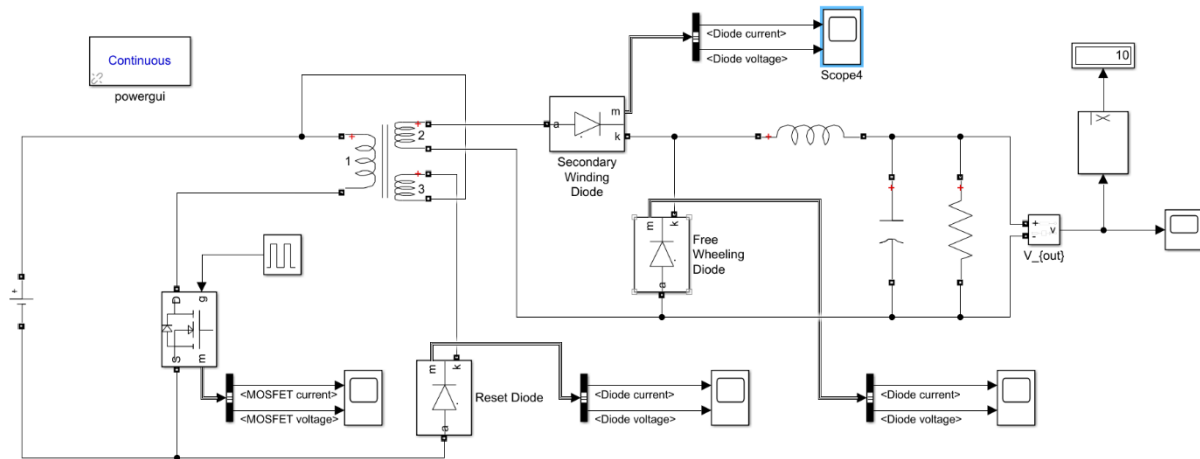 Continuous
powergui
1
2
3
+
+
+
g
D
S
m
<MOSFET current>
<MOSFET voltage>
m
k
a
Reset Diode
<Diode current>
<Diode voltage>
a
m
k
Secondary
Winding
Diode
<Diode current>
<Diode voltage>
Scope4
m
k
a
Free
Wheeling
Diode
<Diode current>
<Diode voltage>
+
+
+
+
+
-
v
V_{out}
10